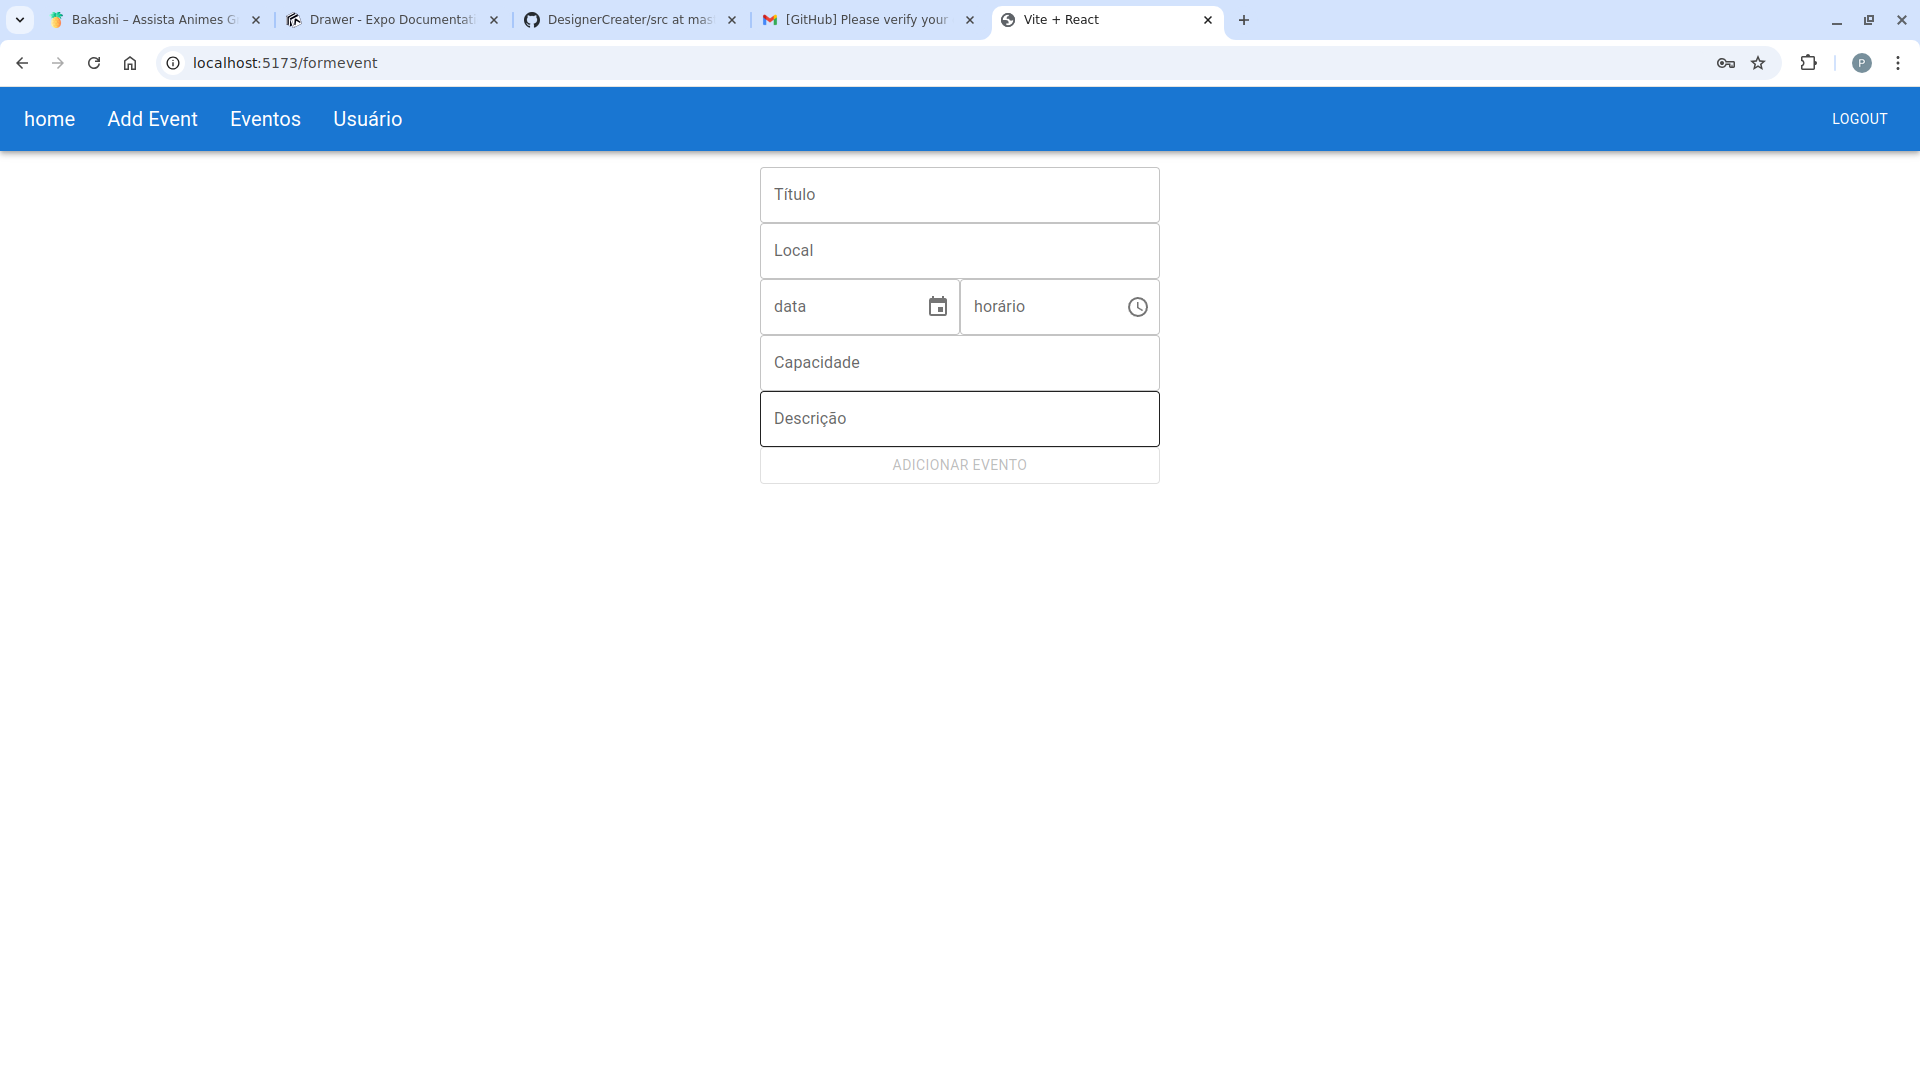 Bakashi – Assista Animes G
Drawer - Expo Documentati
DesignerCreater/src at mas
[GitHub] Please verify your
Vite + React
localhost:5173/formevent
P
home Add Event Eventos Usuário LOGOUT
Título
Local
data horário
Capacidade
Descrição
ADICIONAR EVENTO